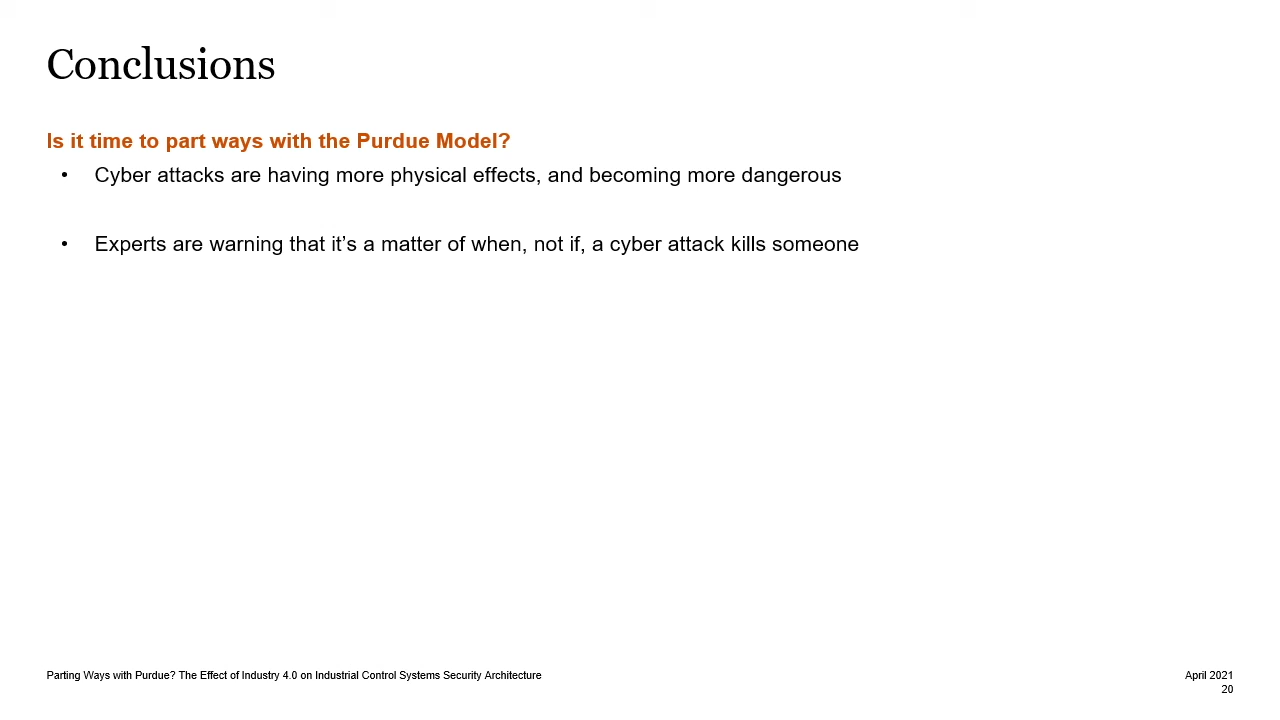 Conclusions
Is it time to part ways with the Purdue Model?
• Cyber attacks are having more physical effects, and becoming more dangerous
• Experts are warning that it’s a matter of when, not if, a cyber attack kills someone
Parting Ways with Purdue? The Effect of Industry 4.0 on Industrial Control Systems Security Architecture
April 2021
20